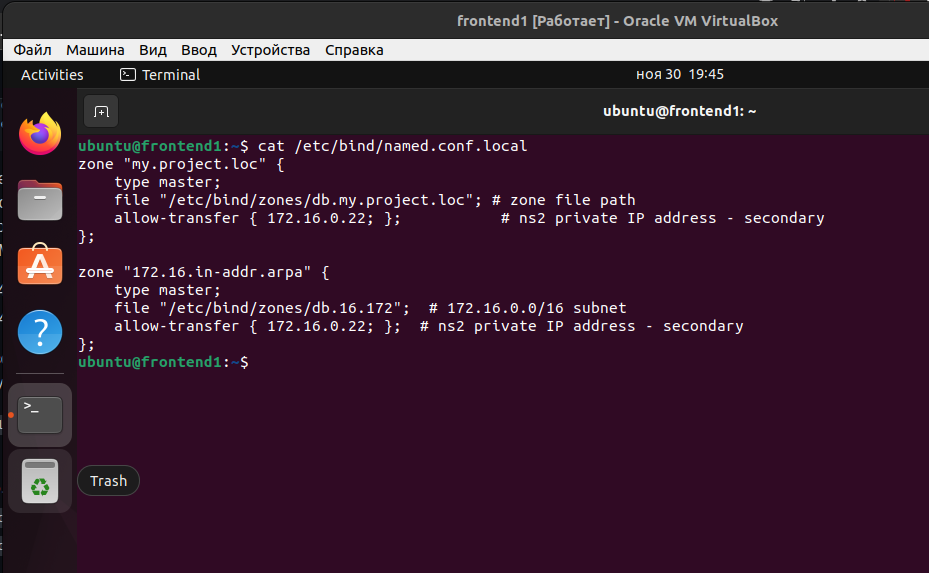 frontend1 [Работает] - Oracle VM VirtualBox
Файл Машина Вид Ввод Устройства Справка
Activities Terminal ноя 30 19:45
ubuntu@frontend1: ~
ubuntu@frontend1:~$ cat /etc/bind/named.conf.local
zone "my.project.loc" {
    type master;
    file "/etc/bind/zones/db.my.project.loc"; # zone file path
    allow-transfer { 172.16.0.22; };           # ns2 private IP address - secondary
};
zone "172.16.in-addr.arpa" {
    type master;
    file "/etc/bind/zones/db.16.172";  # 172.16.0.0/16 subnet
    allow-transfer { 172.16.0.22; };  # ns2 private IP address - secondary
};
ubuntu@frontend1:~$
Trash